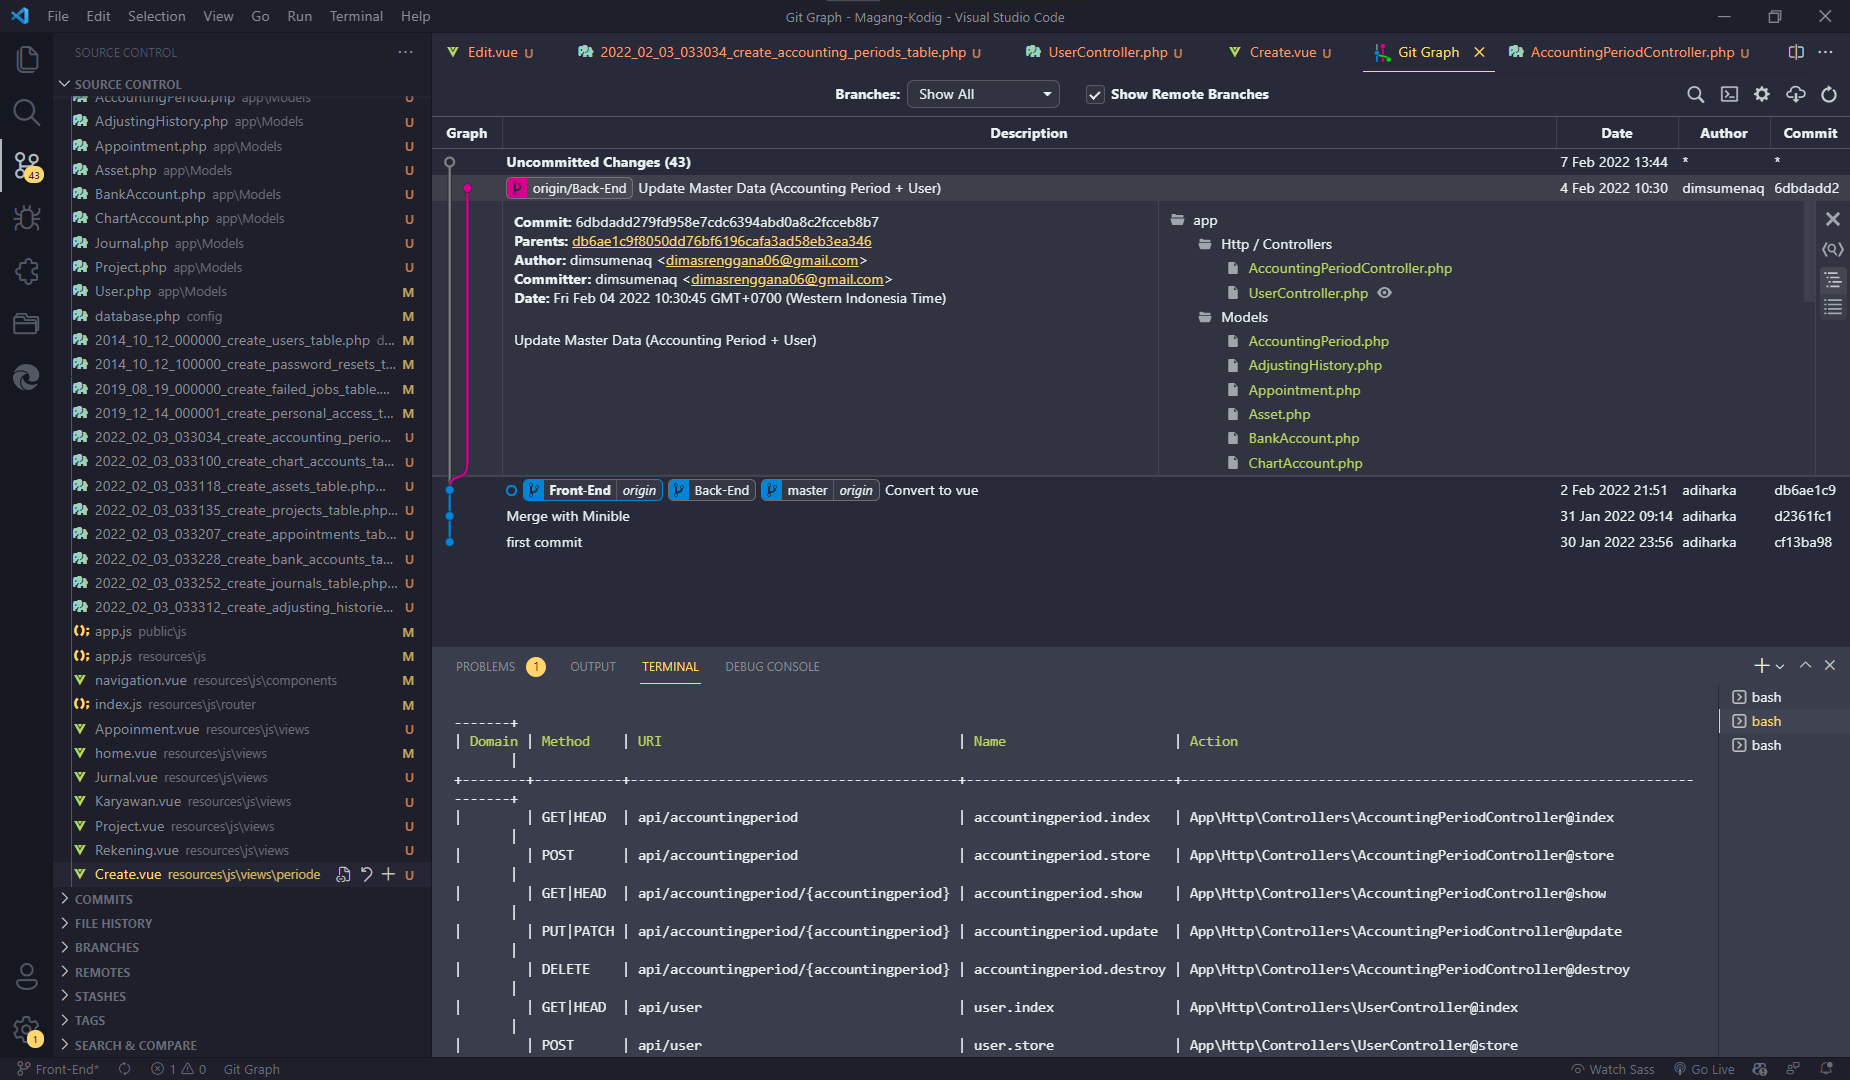 File Edit Selection View Go Run Terminal Help
Git Graph - Magang-Kodig - Visual Studio Code
SOURCE CONTROL
Edit.vue U
2022_02_03_033034_create_accounting_periods_table.php U
UserController.php U
Create.vue U
Git Graph
AccountingPeriodController.php U
SOURCE CONTROL
AccountingPeriod.php app\Models U
AdjustingHistory.php app\Models U
Appointment.php app\Models U
Asset.php app\Models U
BankAccount.php app\Models U
ChartAccount.php app\Models U
Journal.php app\Models U
Project.php app\Models U
User.php app\Models M
database.php config M
2014_10_12_000000_create_users_table.php d... M
2014_10_12_100000_create_password_resets_t... M
2019_08_19_000000_create_failed_jobs_table.... M
2019_12_14_000001_create_personal_access_t... M
2022_02_03_033034_create_accounting_perio... U
2022_02_03_033100_create_chart_accounts_ta... U
2022_02_03_033118_create_assets_table.php... U
2022_02_03_033135_create_projects_table.php... U
2022_02_03_033207_create_appointments_tab... U
2022_02_03_033228_create_bank_accounts_ta... U
2022_02_03_033252_create_journals_table.php... U
2022_02_03_033312_create_adjusting_historie... U
app.js public\js M
app.js resources\js M
navigation.vue resources\js\components M
index.js resources\js\router M
Appoinment.vue resources\js\views U
home.vue resources\js\views M
Jurnal.vue resources\js\views U
Karyawan.vue resources\js\views U
Project.vue resources\js\views U
Rekening.vue resources\js\views U
Create.vue resources\js\views\periode U
COMMITS
FILE HISTORY
BRANCHES
REMOTES
STASHES
TAGS
SEARCH & COMPARE
43
1
Branches: Show All Show Remote Branches
Graph Description Date Author Commit
Uncommitted Changes (43) 7 Feb 2022 13:44 * *
origin/Back-End Update Master Data (Accounting Period + User) 4 Feb 2022 10:30 dimsumenaq 6dbdadd2
Commit: 6dbdadd279fd958e7cdc6394abd0a8c2fcceb8b7
Parents: db6ae1c9f8050dd76bf6196cafa3ad58eb3ea346
Author: dimsumenaq <dimasrenggana06@gmail.com>
Committer: dimsumenaq <dimasrenggana06@gmail.com>
Date: Fri Feb 04 2022 10:30:45 GMT+0700 (Western Indonesia Time)
Update Master Data (Accounting Period + User)
app
Http / Controllers
AccountingPeriodController.php
UserController.php
Models
AccountingPeriod.php
AdjustingHistory.php
Appointment.php
Asset.php
BankAccount.php
ChartAccount.php
Front-End origin Back-End master origin Convert to vue 2 Feb 2022 21:51 adiharka db6ae1c9
Merge with Minible 31 Jan 2022 09:14 adiharka d2361fc1
first commit 30 Jan 2022 23:56 adiharka cf13ba98
PROBLEMS 1 OUTPUT TERMINAL DEBUG CONSOLE
bash
bash
bash
-------+
| Domain | Method | URI | Name | Action
|
+--------+-----------+----------------------------------------+--------------------------+---------------------------------------------------------------
-------+
| | GET|HEAD | api/accountingperiod | accountingperiod.index | App\Http\Controllers\AccountingPeriodController@index
|
| | POST | api/accountingperiod | accountingperiod.store | App\Http\Controllers\AccountingPeriodController@store
|
| | GET|HEAD | api/accountingperiod/{accountingperiod} | accountingperiod.show | App\Http\Controllers\AccountingPeriodController@show
|
| | PUT|PATCH | api/accountingperiod/{accountingperiod} | accountingperiod.update | App\Http\Controllers\AccountingPeriodController@update
|
| | DELETE | api/accountingperiod/{accountingperiod} | accountingperiod.destroy | App\Http\Controllers\AccountingPeriodController@destroy
|
| | GET|HEAD | api/user | user.index | App\Http\Controllers\UserController@index
|
| | POST | api/user | user.store | App\Http\Controllers\UserController@store
Front-End* 1 0 Git Graph Watch Sass Go Live